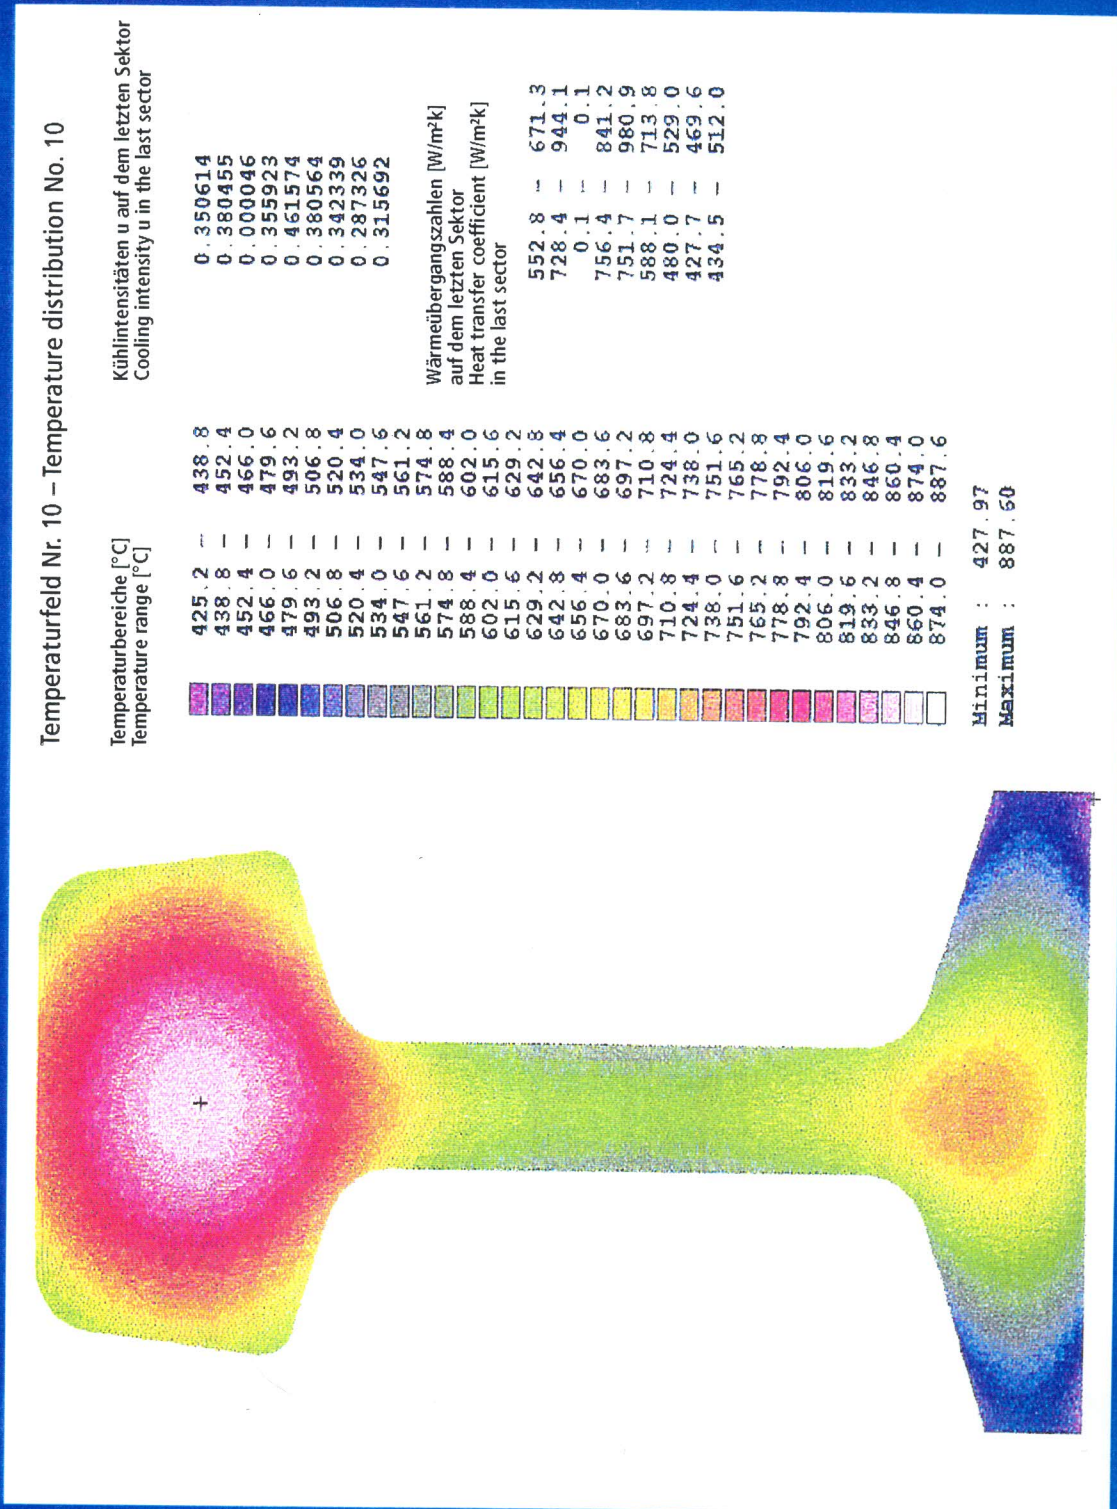 Temperaturfeld Nr. 10 – Temperature distribution No. 10
Temperaturbereiche [°C]
Temperature range [°C]
425.2 – 438.8
438.8 – 452.4
452.4 – 466.0
466.0 – 479.6
479.6 – 493.2
493.2 – 506.8
506.8 – 520.4
520.4 – 534.0
534.0 – 547.6
547.6 – 561.2
561.2 – 574.8
574.8 – 588.4
588.4 – 602.0
602.0 – 615.6
615.6 – 629.2
629.2 – 642.8
642.8 – 656.4
656.4 – 670.0
670.0 – 683.6
683.6 – 697.2
697.2 – 710.8
710.8 – 724.4
724.4 – 738.0
738.0 – 751.6
751.6 – 765.2
765.2 – 778.8
778.8 – 792.4
792.4 – 806.0
806.0 – 819.6
819.6 – 833.2
833.2 – 846.8
846.8 – 860.4
860.4 – 874.0
874.0 – 887.6
Minimum : 427.97
Maximum : 887.60
Kühlintensitäten u auf dem letzten Sektor
Cooling intensity u in the last sector
0.350614
0.380455
0.000046
0.355923
0.461574
0.380564
0.342339
0.287326
0.315692
Wärmeübergangszahlen [W/m²k]
auf dem letzten Sektor
Heat transfer coefficient [W/m²k]
in the last sector
552.8 – 671.3
728.4 – 944.1
0.1 – 0.1
756.4 – 841.2
751.7 – 980.9
588.1 – 713.8
480.0 – 529.0
427.7 – 469.6
434.5 – 512.0